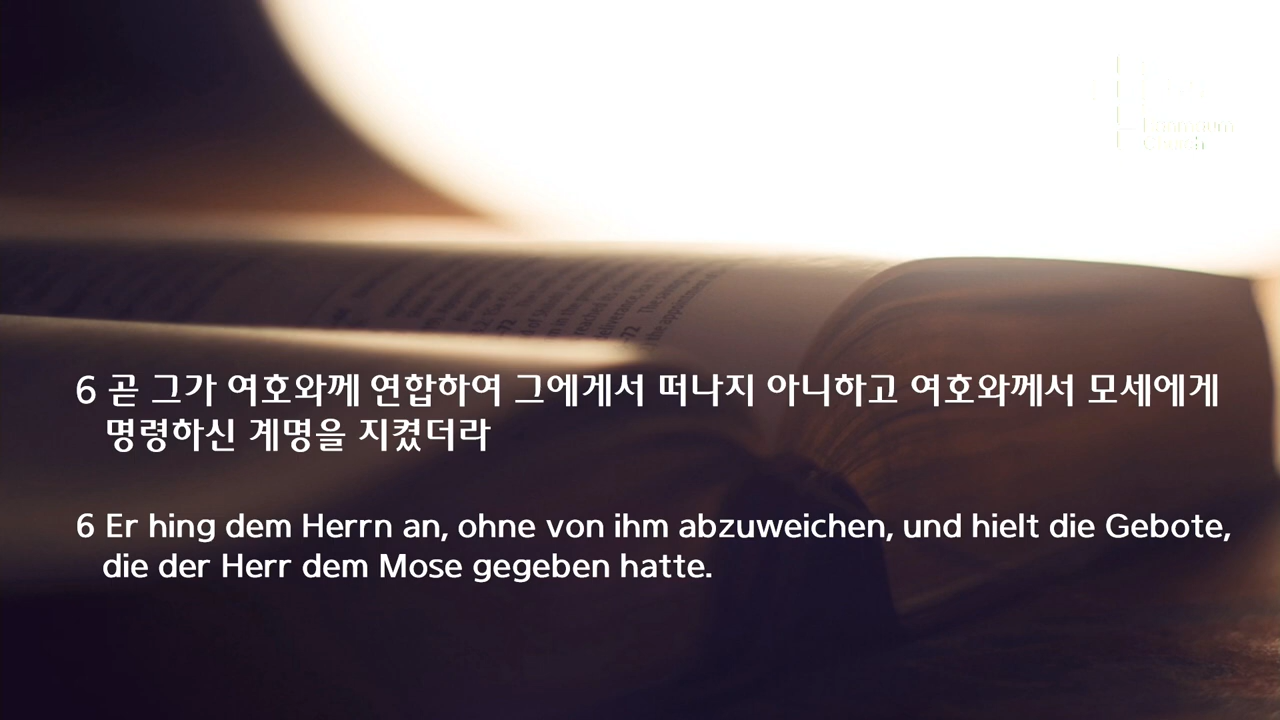 6 곧 그가 여호와께 연합하여 그에게서 떠나지 아니하고 여호와께서 모세에게
명령하신 계명을 지켰더라
6 Er hing dem Herrn an, ohne von ihm abzuweichen, und hielt die Gebote,
die der Herr dem Mose gegeben hatte.